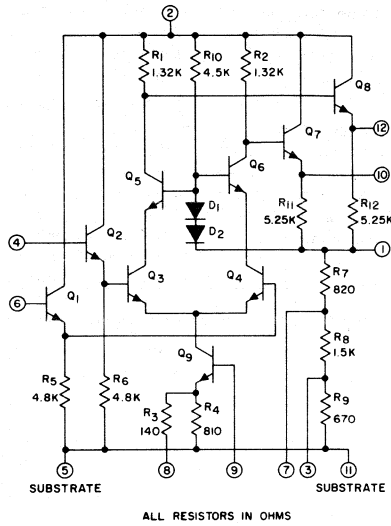 2
R1
1.32K
R10
4.5K
R2
1.32K
Q8
Q7
12
Q5
Q6
10
D1
D2
R11
5.25K
R12
5.25K
4
Q2
1
Q1
Q3
Q4
R7
820
6
R5
4.8K
R6
4.8K
Q9
R8
1.5K
R3
140
R4
810
R9
670
5
8
9
7
3
11
SUBSTRATE
SUBSTRATE
ALL RESISTORS IN OHMS